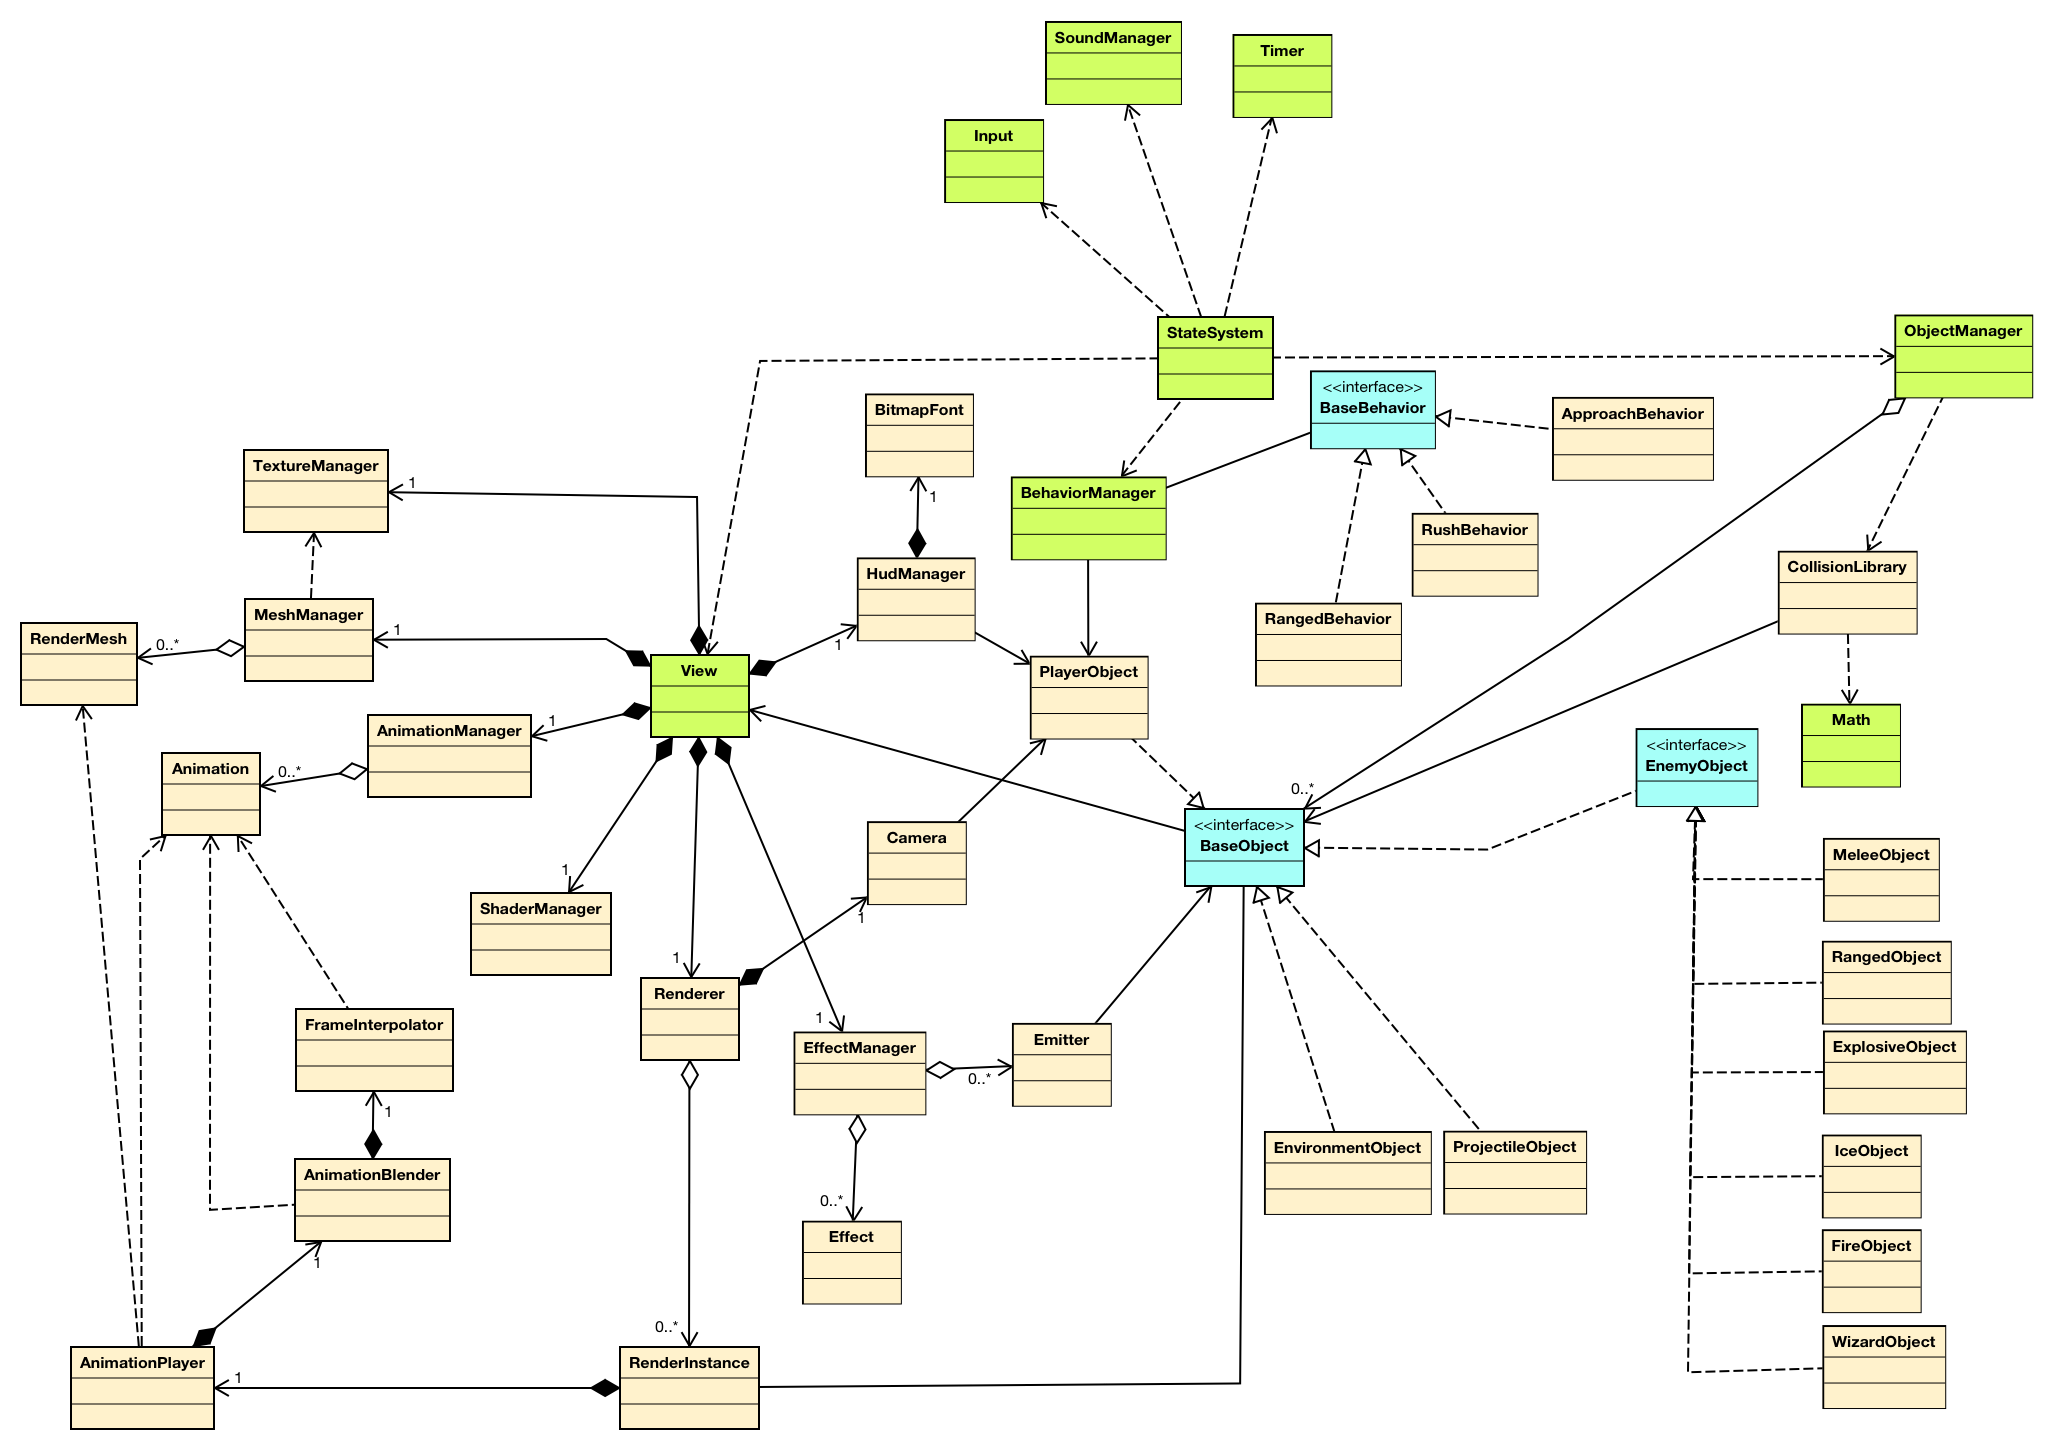 SoundManager
Timer
Input
StateSystem
ObjectManager
<<interface>>
BaseBehavior
BitmapFont
ApproachBehavior
TextureManager
1
1
BehaviorManager
RushBehavior
HudManager
CollisionLibrary
MeshManager
RangedBehavior
1
RenderMesh
0..*
1
View
PlayerObject
Math
1
AnimationManager
<<interface>>
EnemyObject
Animation
0..*
0..*
<<interface>>
BaseObject
Camera
MeleeObject
1
ShaderManager
1
1
RangedObject
Renderer
1
FrameInterpolator
EffectManager
Emitter
0..*
ExplosiveObject
1
EnvironmentObject
ProjectileObject
IceObject
AnimationBlender
0..*
Effect
FireObject
1
0..*
WizardObject
AnimationPlayer
1
RenderInstance